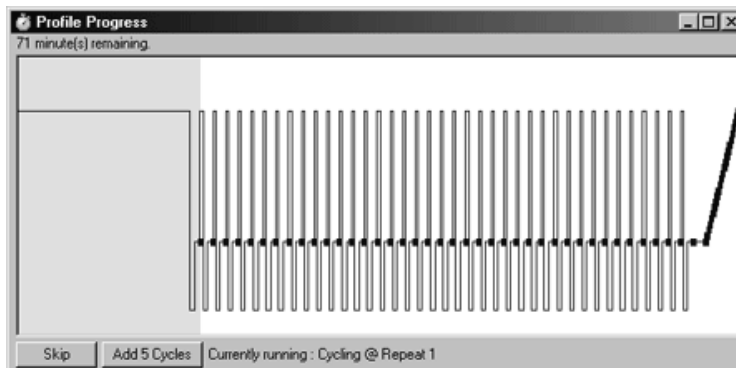 Profile Progress
71 minute(s) remaining.
Skip
Add 5 Cycles
Currently running : Cycling @ Repeat 1